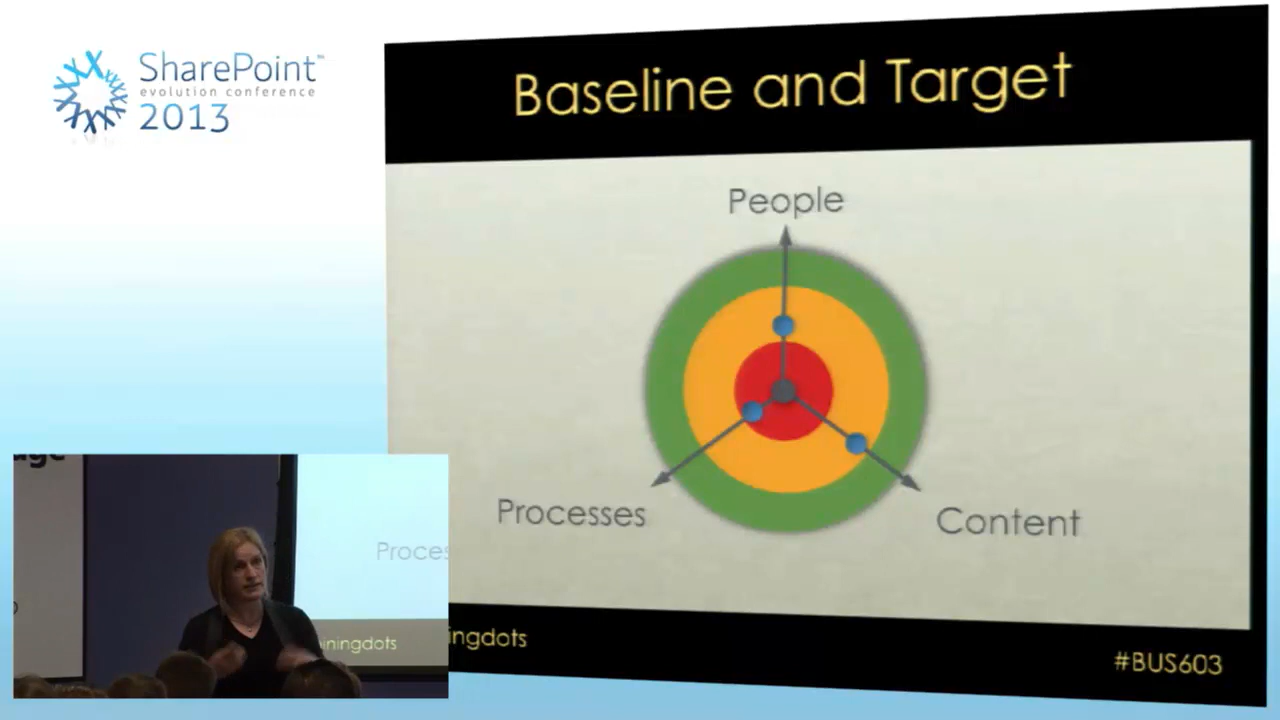 SharePoint™
evolution conference
2013
Baseline and Target
People
Processes
Content
#BUS603
ingdots
Proces
iningdots